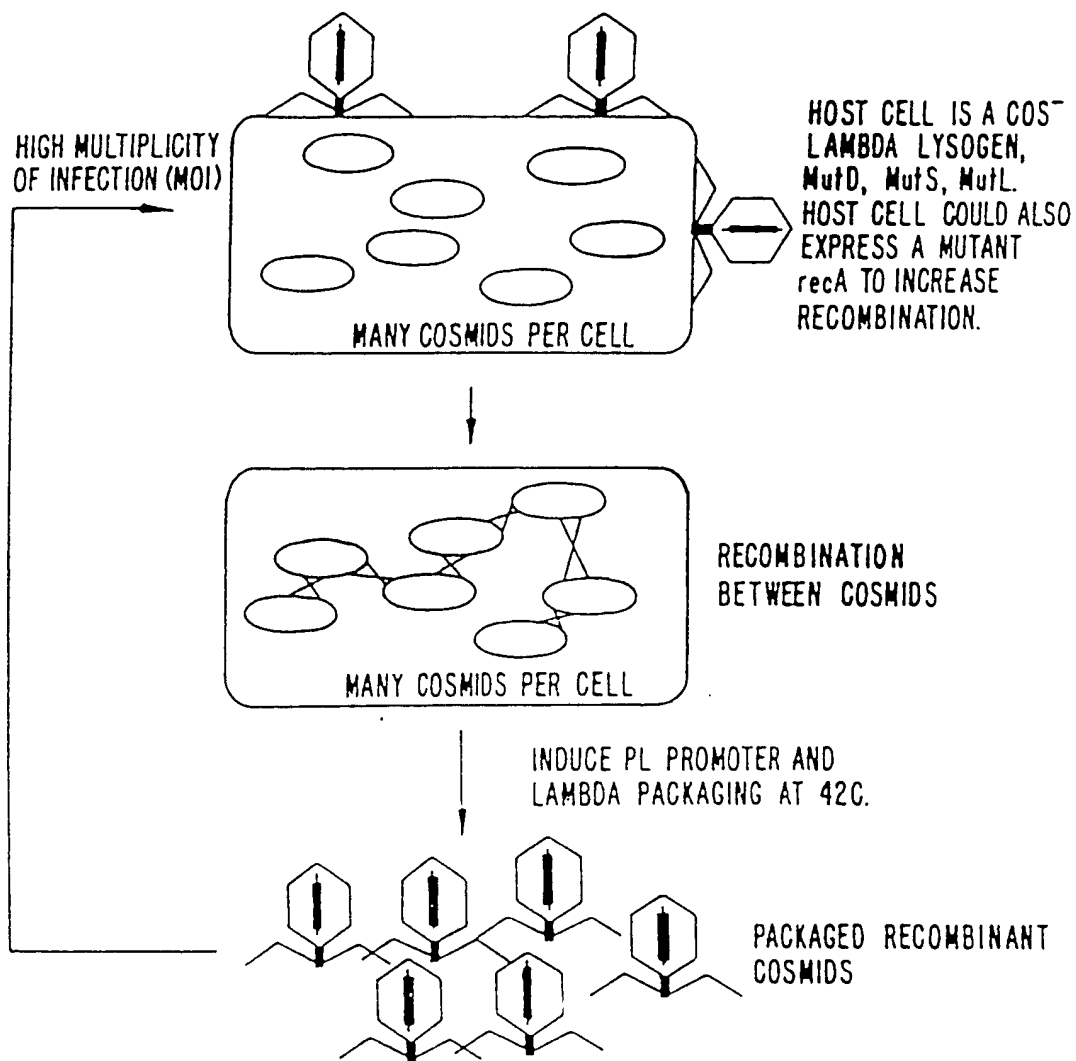 HIGH MULTIPLICITY
OF INFECTION (MOI)
HOST CELL IS A COS⁻
LAMBDA LYSOGEN,
MutD, MutS, MutL.
HOST CELL COULD ALSO
EXPRESS A MUTANT
recA TO INCREASE
RECOMBINATION.
MANY COSMIDS PER CELL
RECOMBINATION
BETWEEN COSMIDS
MANY COSMIDS PER CELL
INDUCE PL PROMOTER AND
LAMBDA PACKAGING AT 42C.
PACKAGED RECOMBINANT
COSMIDS